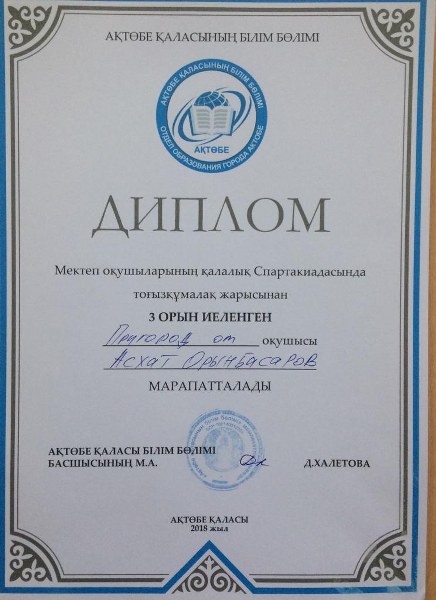 АҚТӨБЕ ҚАЛАСЫНЫҢ БІЛІМ БӨЛІМІ
АҚТӨБЕ ҚАЛАСЫНЫҢ БІЛІМ БӨЛІМІ
АҚТӨБЕ
ОТДЕЛ ОБРАЗОВАНИЯ ГОРОДА АКТОБЕ
ДИПЛОМ
Мектеп оқушыларының қалалық Спартакиадасында
тоғызқұмалақ жарысынан
3 ОРЫН ИЕЛЕНГЕН
Пригород ом оқушысы
Асхат Орынбасаров
МАРАПАТТАЛАДЫ
АҚТӨБЕ ҚАЛАСЫ БІЛІМ БӨЛІМІ
БАСШЫСЫНЫҢ М.А. Д.ХАЛЕТОВА
АҚТӨБЕ ҚАЛАСЫ
2018 жыл